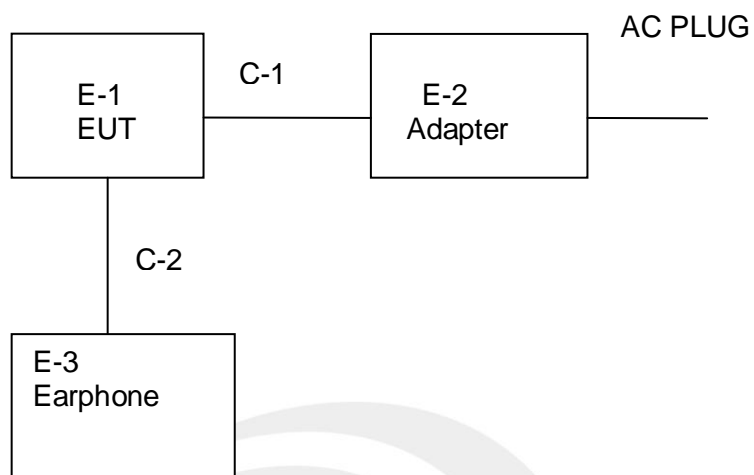 AC PLUG
C-1
E-1
EUT
E-2
Adapter
C-2
E-3
Earphone